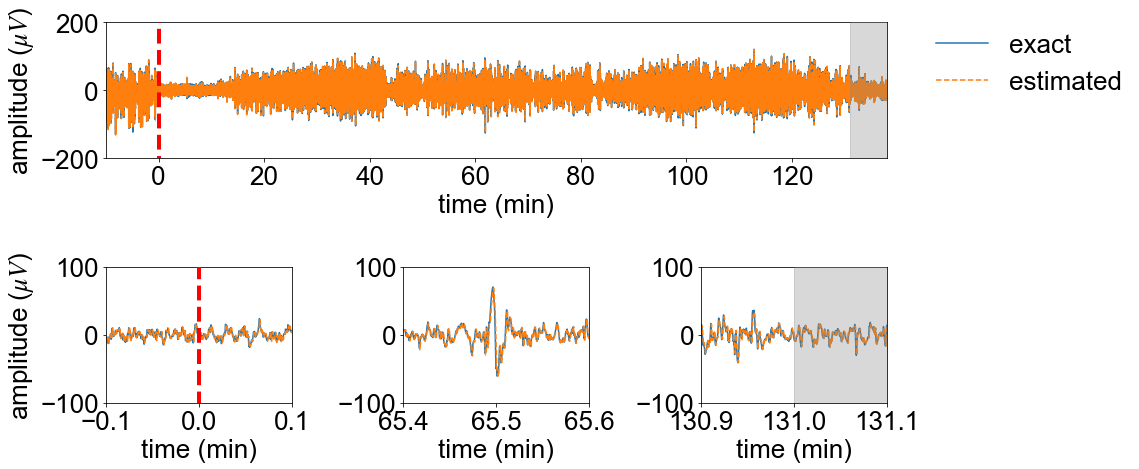 amplitude (μV)
200
0
−200
0 20 40 60 80 100 120
time (min)
exact
estimated
amplitude (μV)
100
0
−100
−0.1 0.0 0.1
time (min)
100
0
−100
65.4 65.5 65.6
time (min)
100
0
−100
130.9 131.0 131.1
time (min)